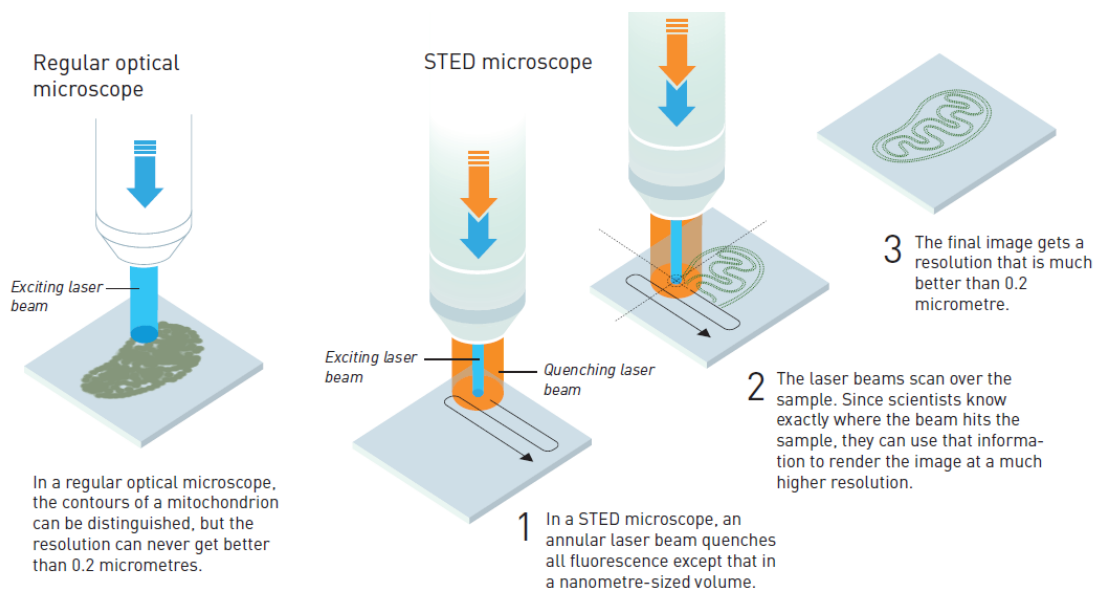 Regular optical
microscope
Exciting laser
beam
In a regular optical microscope,
the contours of a mitochondrion
can be distinguished, but the
resolution can never get better
than 0.2 micrometres.
STED microscope
Exciting laser
beam
Quenching laser
beam
1 In a STED microscope, an
annular laser beam quenches
all fluorescence except that in
a nanometre-sized volume.
2 The laser beams scan over the
sample. Since scientists know
exactly where the beam hits the
sample, they can use that informa-
tion to render the image at a much
higher resolution.
3 The final image gets a
resolution that is much
better than 0.2
micrometre.